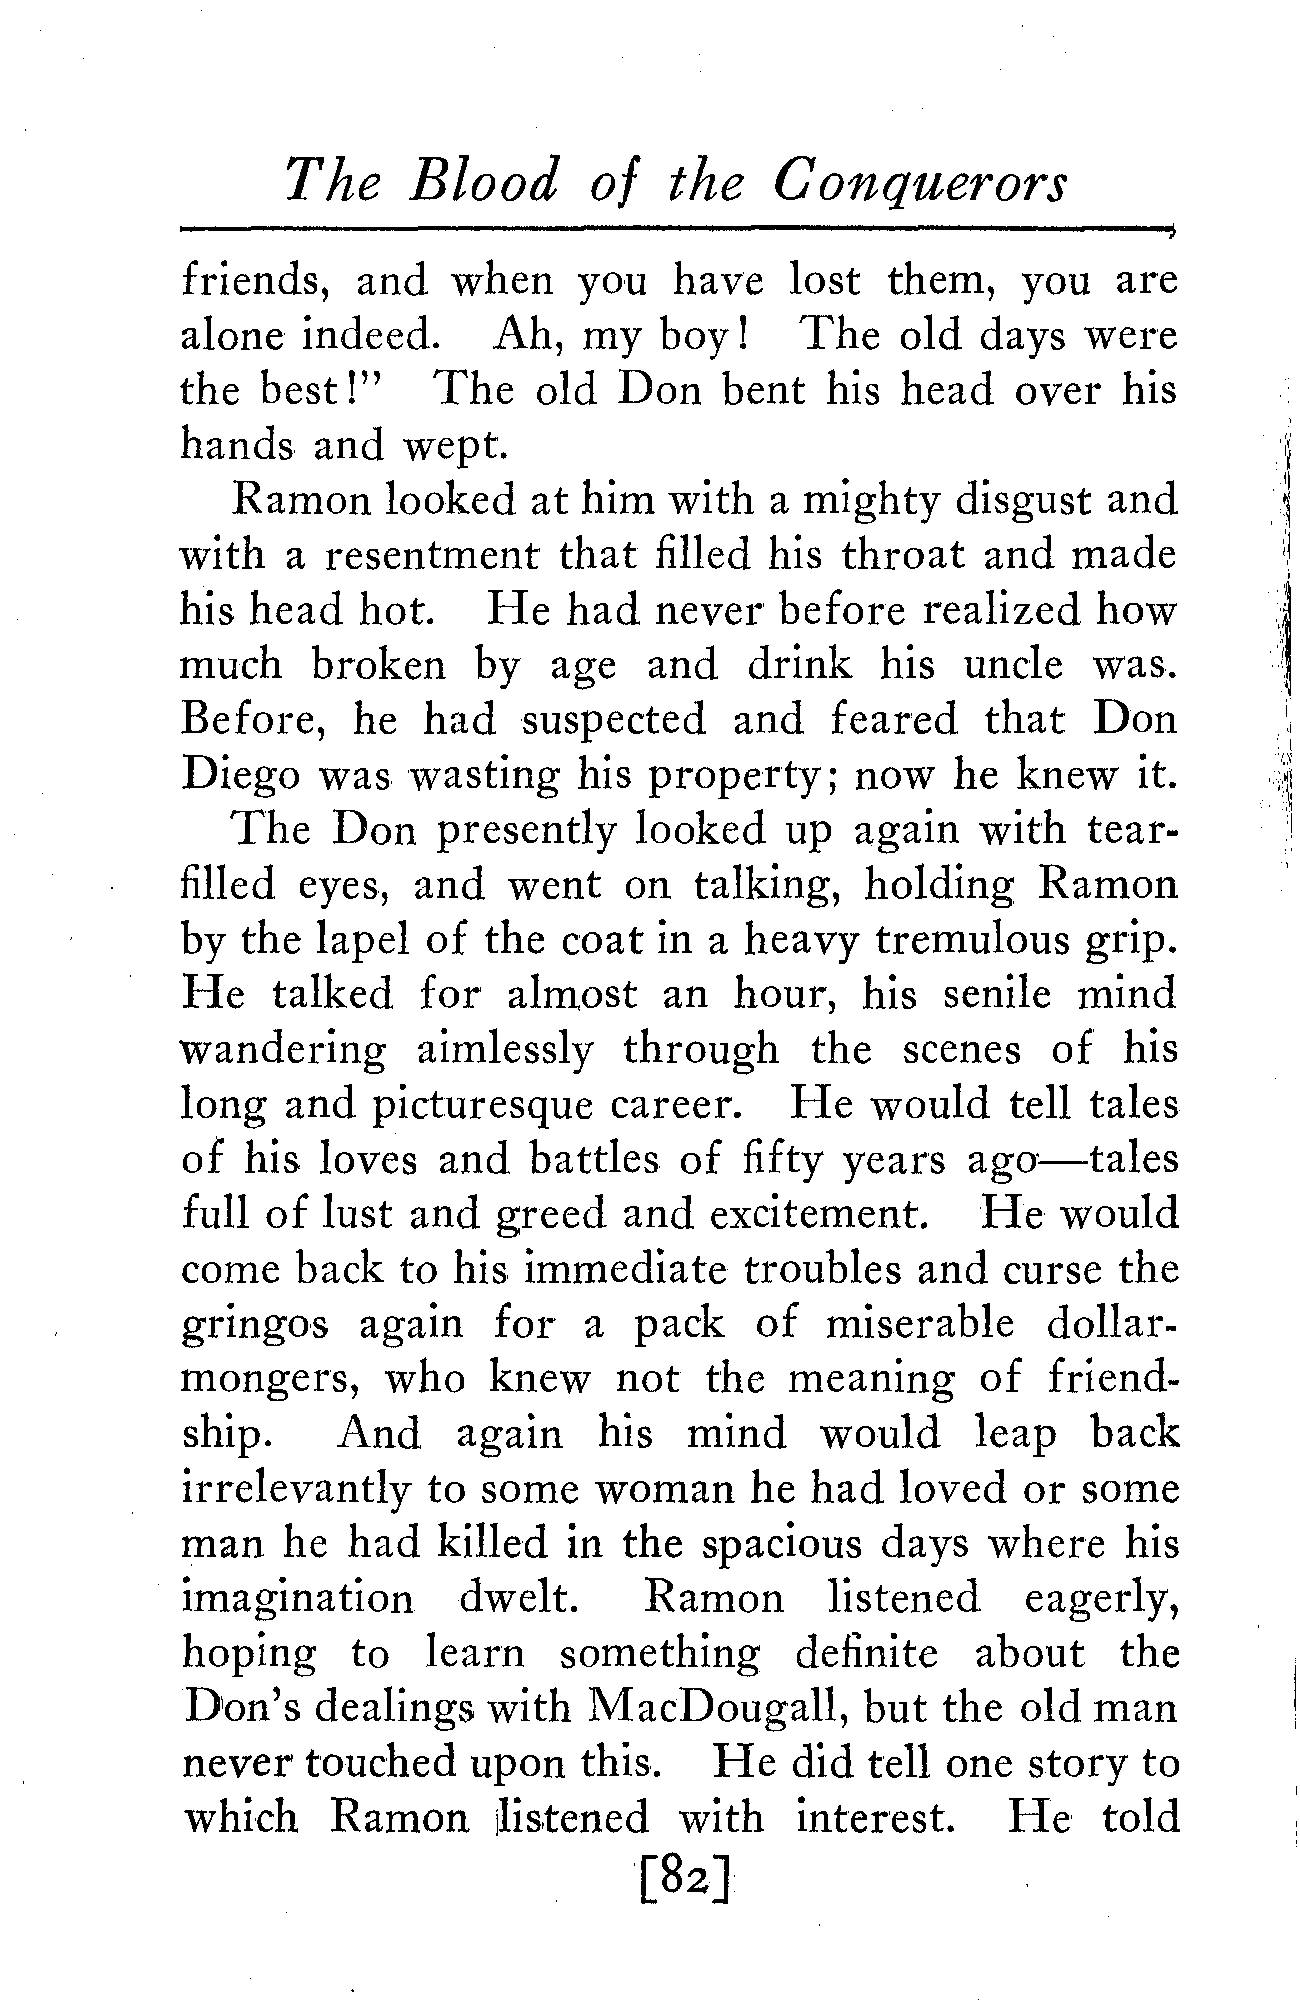 The Blood of the Conquerors
friends, and when you have lost them, you are
alone indeed. Ah, my boy! The old days were
the best!" The old Don bent his head over his
hands and wept.
Ramon looked at him with a mighty disgust and
with a resentment that filled his throat and made
his head hot. He had never before realized how
much broken by age and drink his uncle was.
Before, he had suspected and feared that Don
Diego was wasting his property; now he knew it.
The Don presently looked up again with tear-
filled eyes, and went on talking, holding Ramon
by the lapel of the coat in a heavy tremulous grip.
He talked for almost an hour, his senile mind
wandering aimlessly through the scenes of his
long and picturesque career. He would tell tales
of his loves and battles of fifty years ago—tales
full of lust and greed and excitement. He would
come back to his immediate troubles and curse the
gringos again for a pack of miserable dollar-
mongers, who knew not the meaning of friend-
ship. And again his mind would leap back
irrelevantly to some woman he had loved or some
man he had killed in the spacious days where his
imagination dwelt. Ramon listened eagerly,
hoping to learn something definite about the
Don's dealings with MacDougall, but the old man
never touched upon this. He did tell one story to
which Ramon listened with interest. He told
[82]